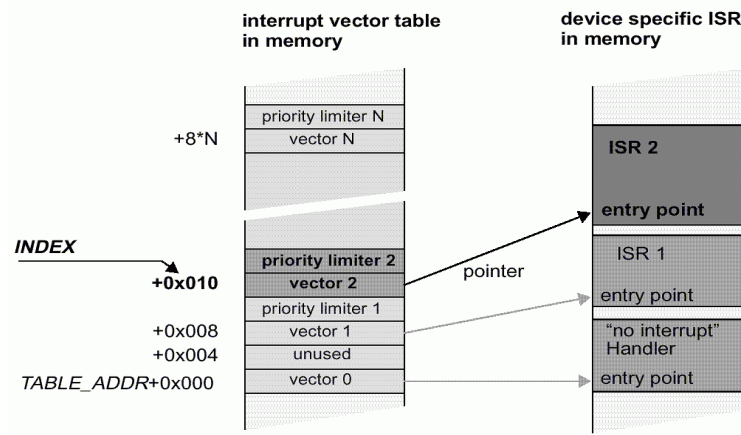 interrupt vector table
in memory
device specific ISR
in memory
priority limiter N
+8*N
vector N
ISR 2
entry point
INDEX
priority limiter 2
+0x010
vector 2
pointer
ISR 1
priority limiter 1
entry point
+0x008
vector 1
+0x004
unused
"no interrupt"
Handler
TABLE_ADDR+0x000
vector 0
entry point